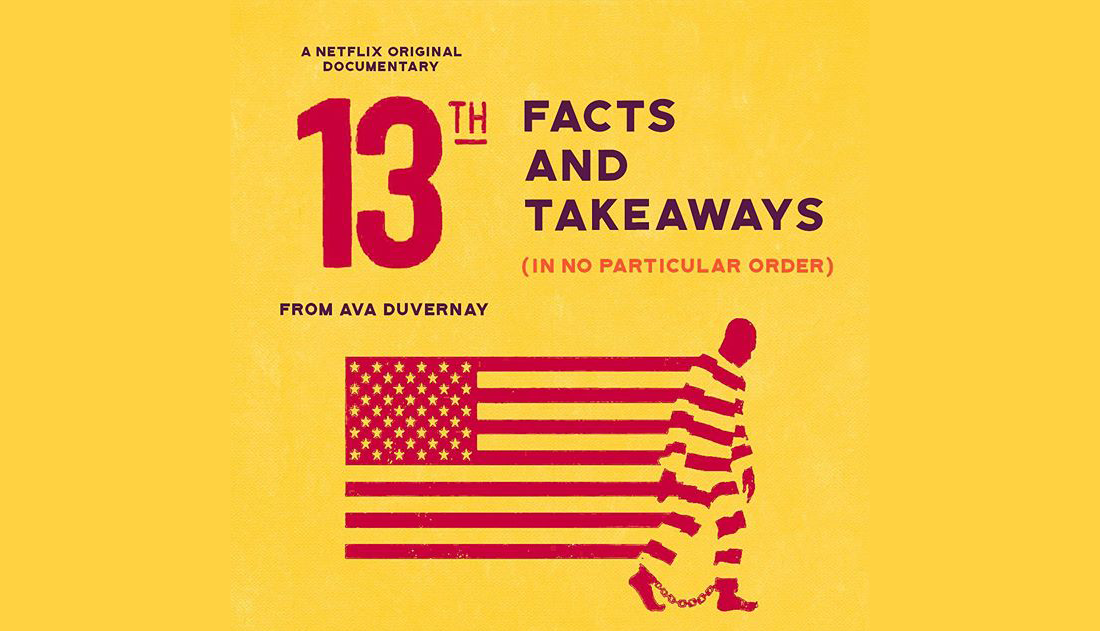 A NETFLIX ORIGINAL
DOCUMENTARY
13TH
FACTS
AND
TAKEAWAYS
(IN NO PARTICULAR ORDER)
FROM AVA DUVERNAY